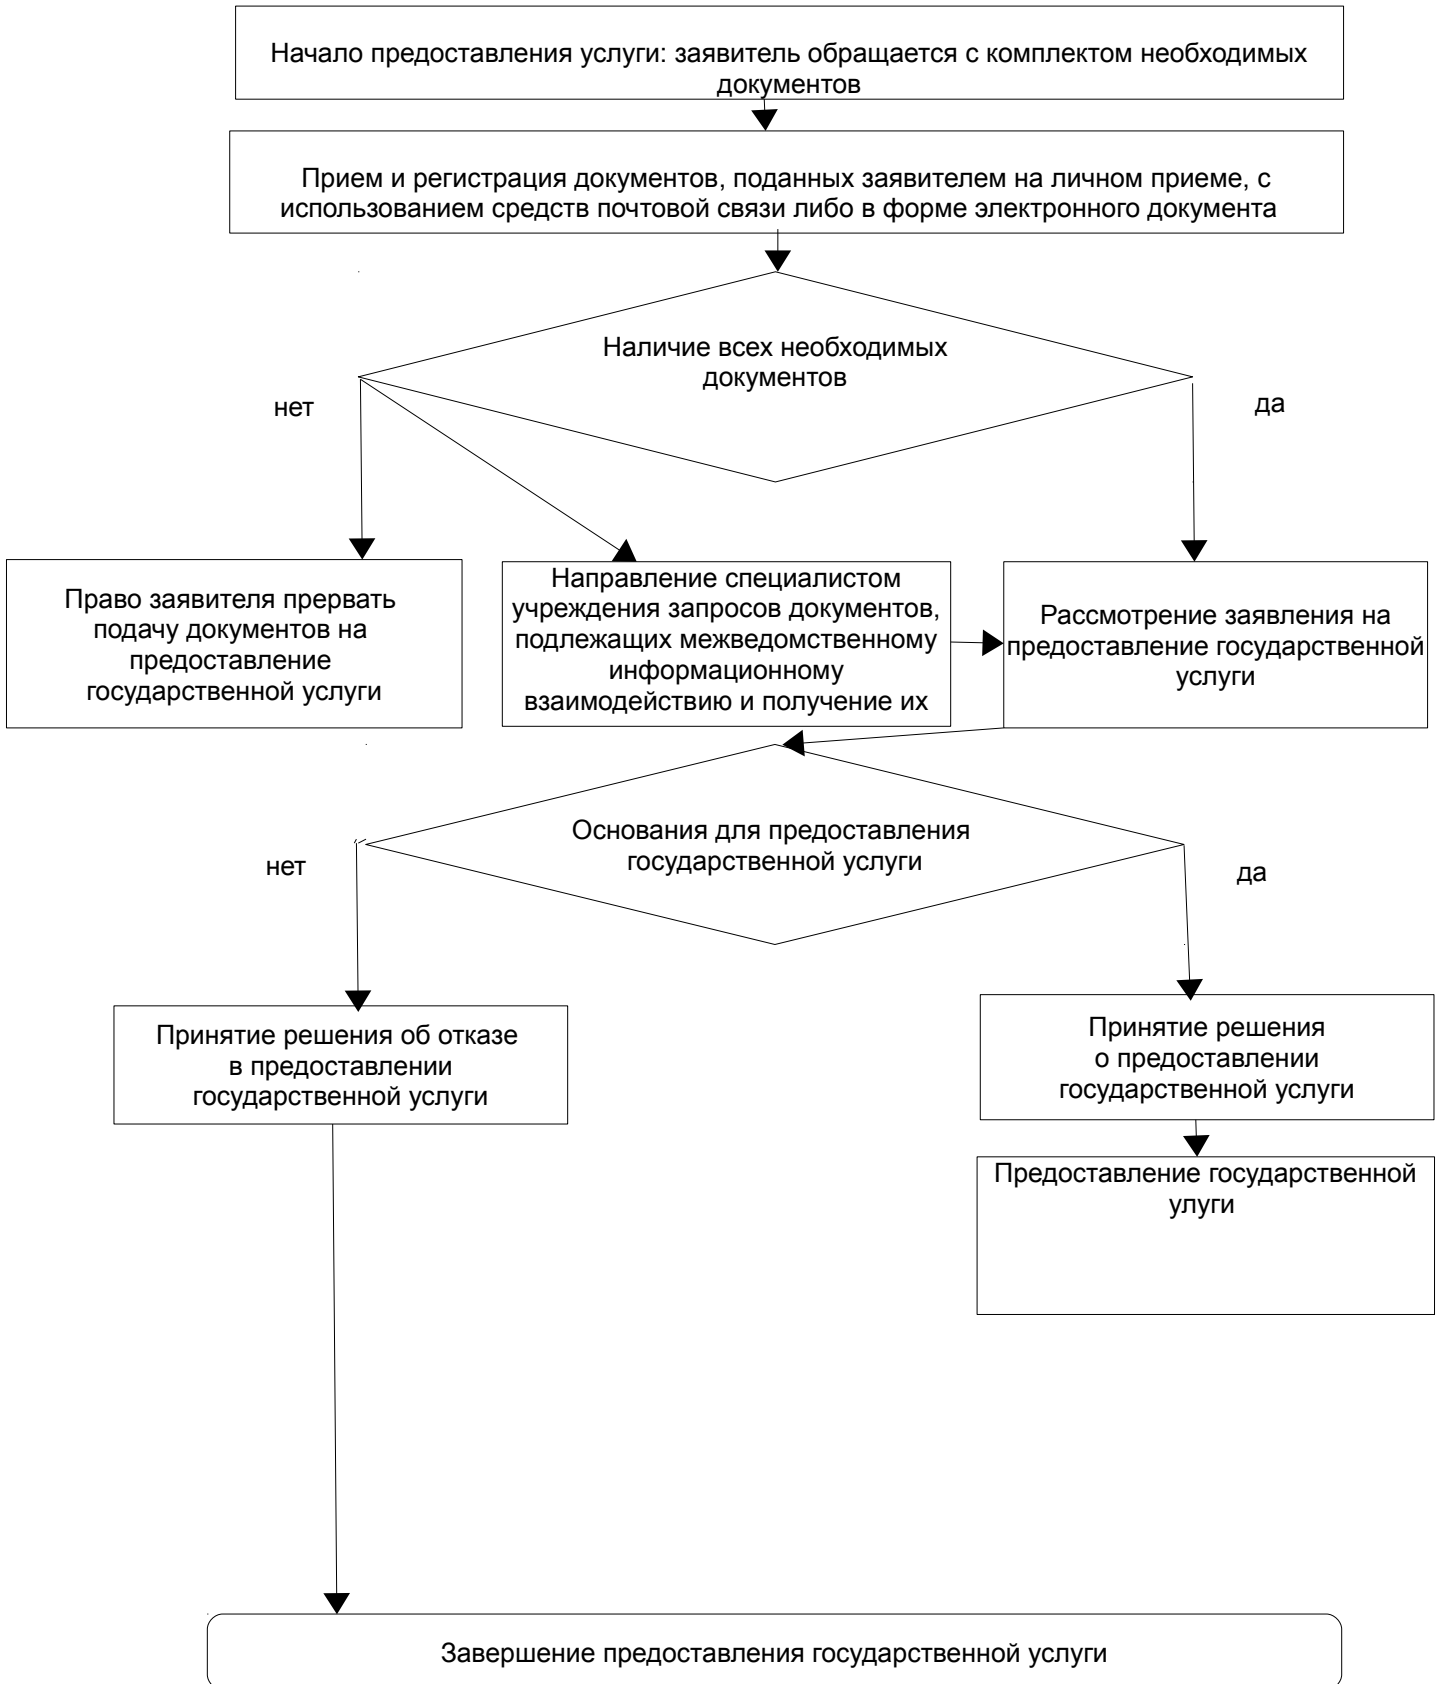 Начало предоставления услуги: заявитель обращается с комплектом необходимых
документов
Прием и регистрация документов, поданных заявителем на личном приеме, с
использованием средств почтовой связи либо в форме электронного документа
Наличие всех необходимых
документов
нет
да
Право заявителя прервать
подачу документов на
предоставление
государственной услуги
Направление специалистом
учреждения запросов документов,
подлежащих межведомственному
информационному
взаимодействию и получение их
Рассмотрение заявления на
предоставление государственной
услуги
Основания для предоставления
государственной услуги
нет
да
Принятие решения об отказе
в предоставлении
государственной услуги
Принятие решения
о предоставлении
государственной услуги
Предоставление государственной
улуги
Завершение предоставления государственной услуги